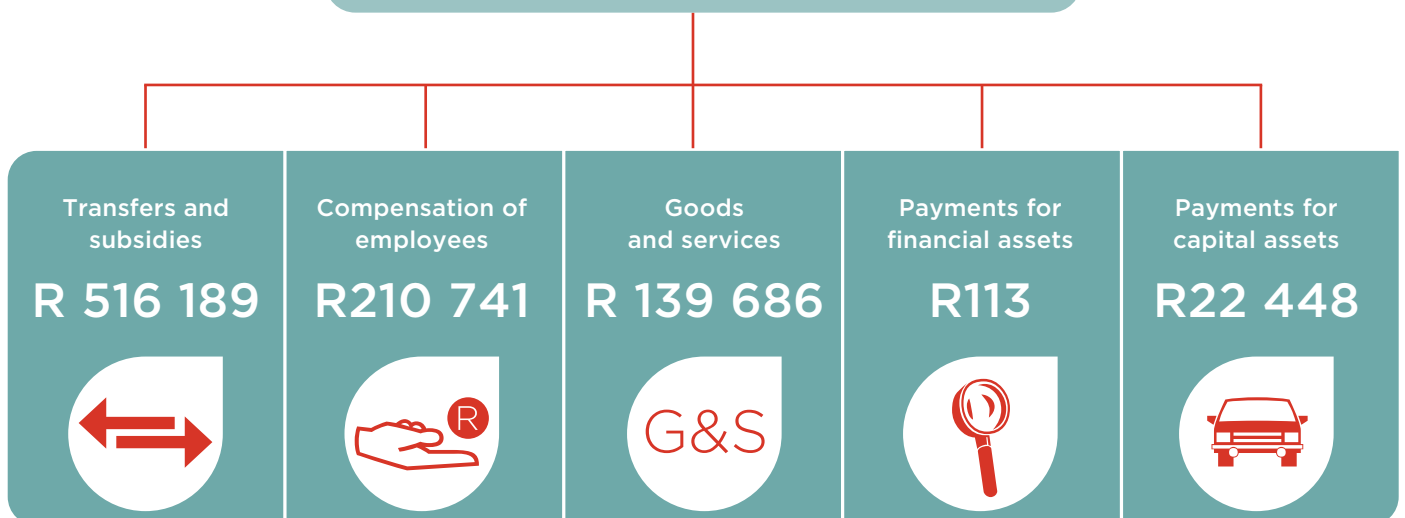 Transfers and
subsidies
R 516 189
Compensation of
employees
R210 741
R
Goods
and services
R 139 686
G&S
Payments for
financial assets
R113
Payments for
capital assets
R22 448